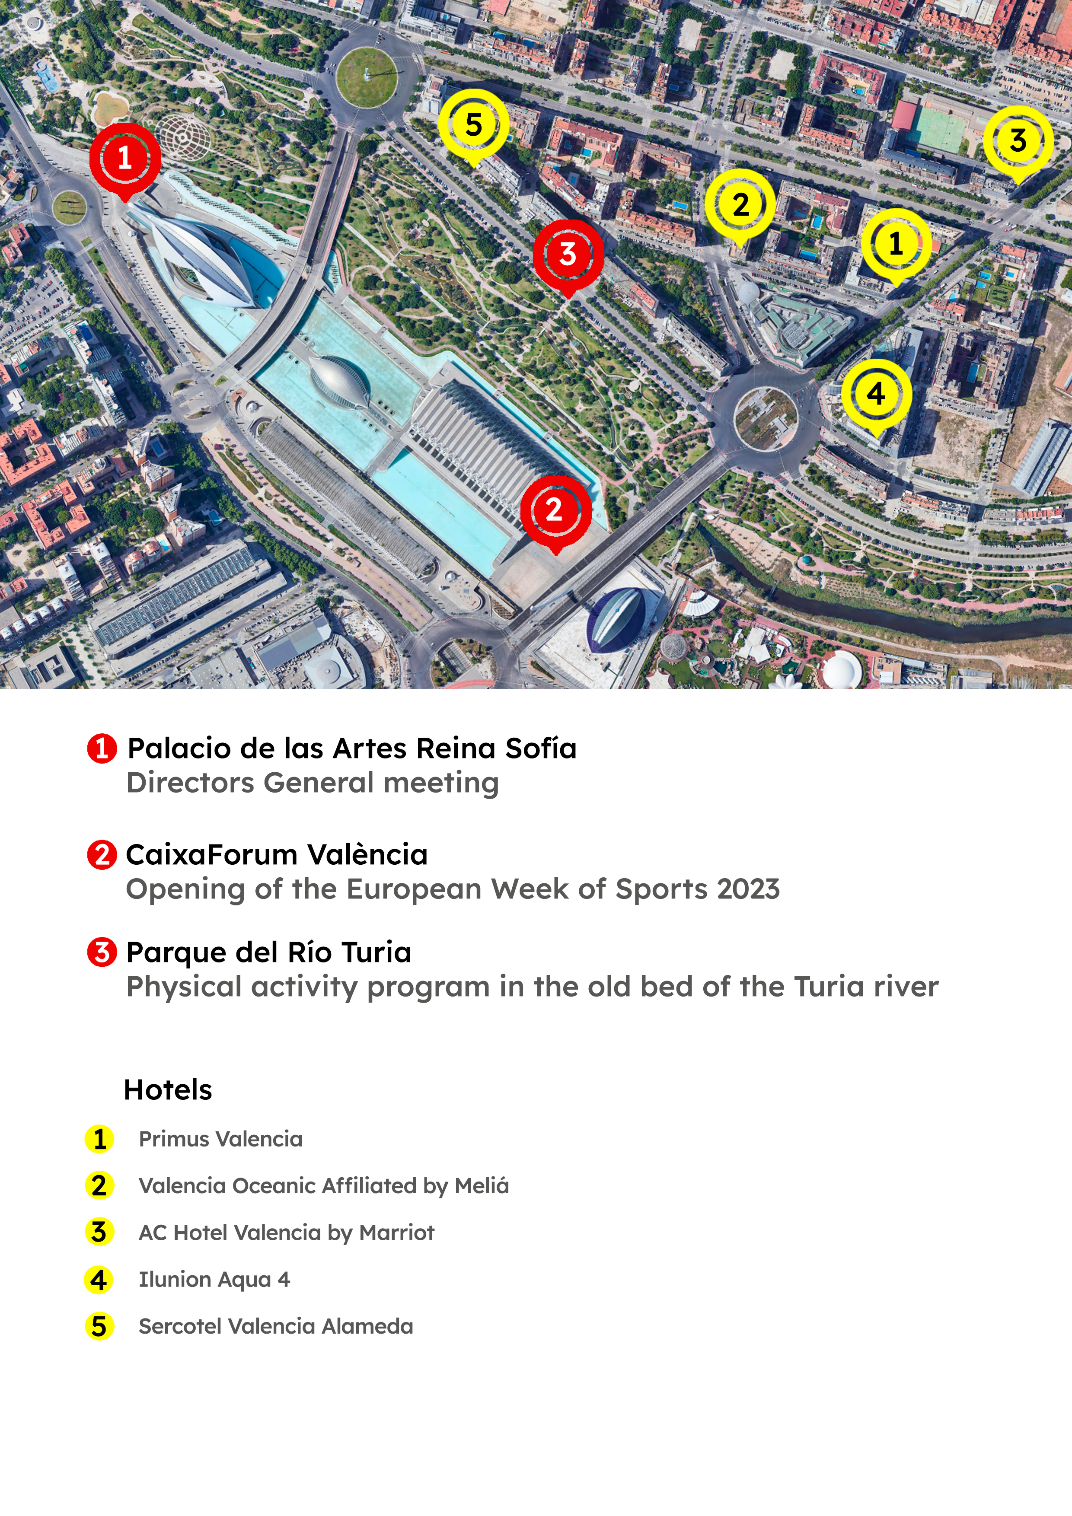 5
3
1
2
3
1
4
2
1 Palacio de las Artes Reina Sofía
Directors General meeting
2 CaixaForum València
Opening of the European Week of Sports 2023
3 Parque del Río Turia
Physical activity program in the old bed of the Turia river
Hotels
1 Primus Valencia
2 Valencia Oceanic Affiliated by Meliá
3 AC Hotel Valencia by Marriot
4 Ilunion Aqua 4
5 Sercotel Valencia Alameda